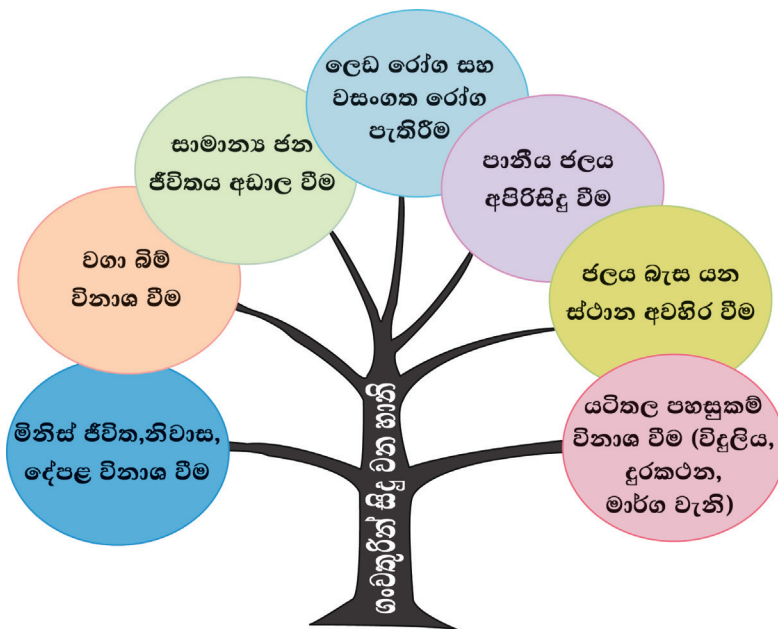 ලෙඩ රෝග සහ
වසංගත රෝග
පැතිරීම
සාමාන්‍ය ජන
ජීවිතය අඩාල වීම
පානීය ජලය
අපිරිසිදු වීම
වගා බිම්
විනාශ වීම
ජලය බැස යන
ස්ථාන අවහිර වීම
මිනිස් ජීවිත,නිවාස,
දේපළ විනාශ වීම
යටිතල පහසුකම්
විනාශ වීම (විදුලිය,
දුරකථන,
මාර්ග වැනි)
ගංවතුරින් සිදු වන හානි